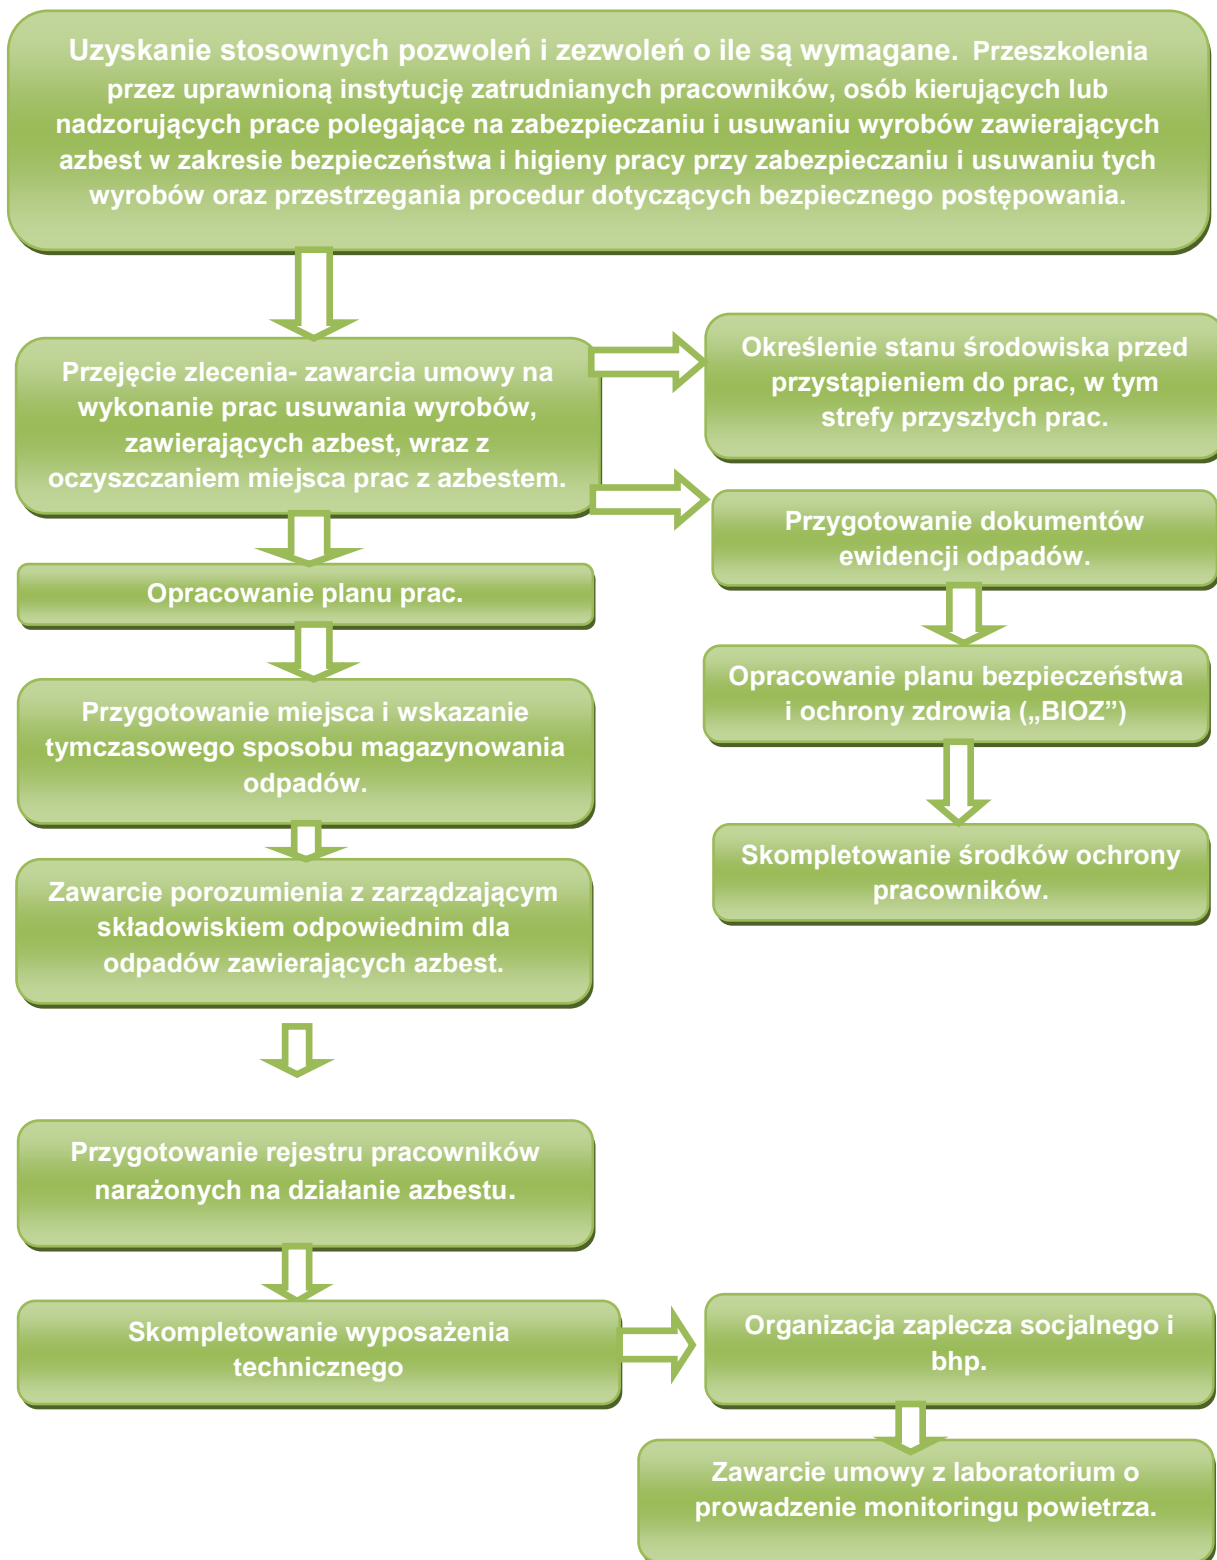 Uzyskanie stosownych pozwoleń i zezwoleń o ile są wymagane. Przeszkolenia
przez uprawnioną instytucję zatrudnianych pracowników, osób kierujących lub
nadzorujących prace polegające na zabezpieczaniu i usuwaniu wyrobów zawierających
azbest w zakresie bezpieczeństwa i higieny pracy przy zabezpieczaniu i usuwaniu tych
wyrobów oraz przestrzegania procedur dotyczących bezpiecznego postępowania.
Przejęcie zlecenia- zawarcia umowy na
wykonanie prac usuwania wyrobów,
zawierających azbest, wraz z
oczyszczaniem miejsca prac z azbestem.
Określenie stanu środowiska przed
przystąpieniem do prac, w tym
strefy przyszłych prac.
Przygotowanie dokumentów
ewidencji odpadów.
Opracowanie planu prac.
Opracowanie planu bezpieczeństwa
i ochrony zdrowia („BIOZ”)
Przygotowanie miejsca i wskazanie
tymczasowego sposobu magazynowania
odpadów.
Skompletowanie środków ochrony
pracowników.
Zawarcie porozumienia z zarządzającym
składowiskiem odpowiednim dla
odpadów zawierających azbest.
Przygotowanie rejestru pracowników
narażonych na działanie azbestu.
Skompletowanie wyposażenia
technicznego
Organizacja zaplecza socjalnego i
bhp.
Zawarcie umowy z laboratorium o
prowadzenie monitoringu powietrza.